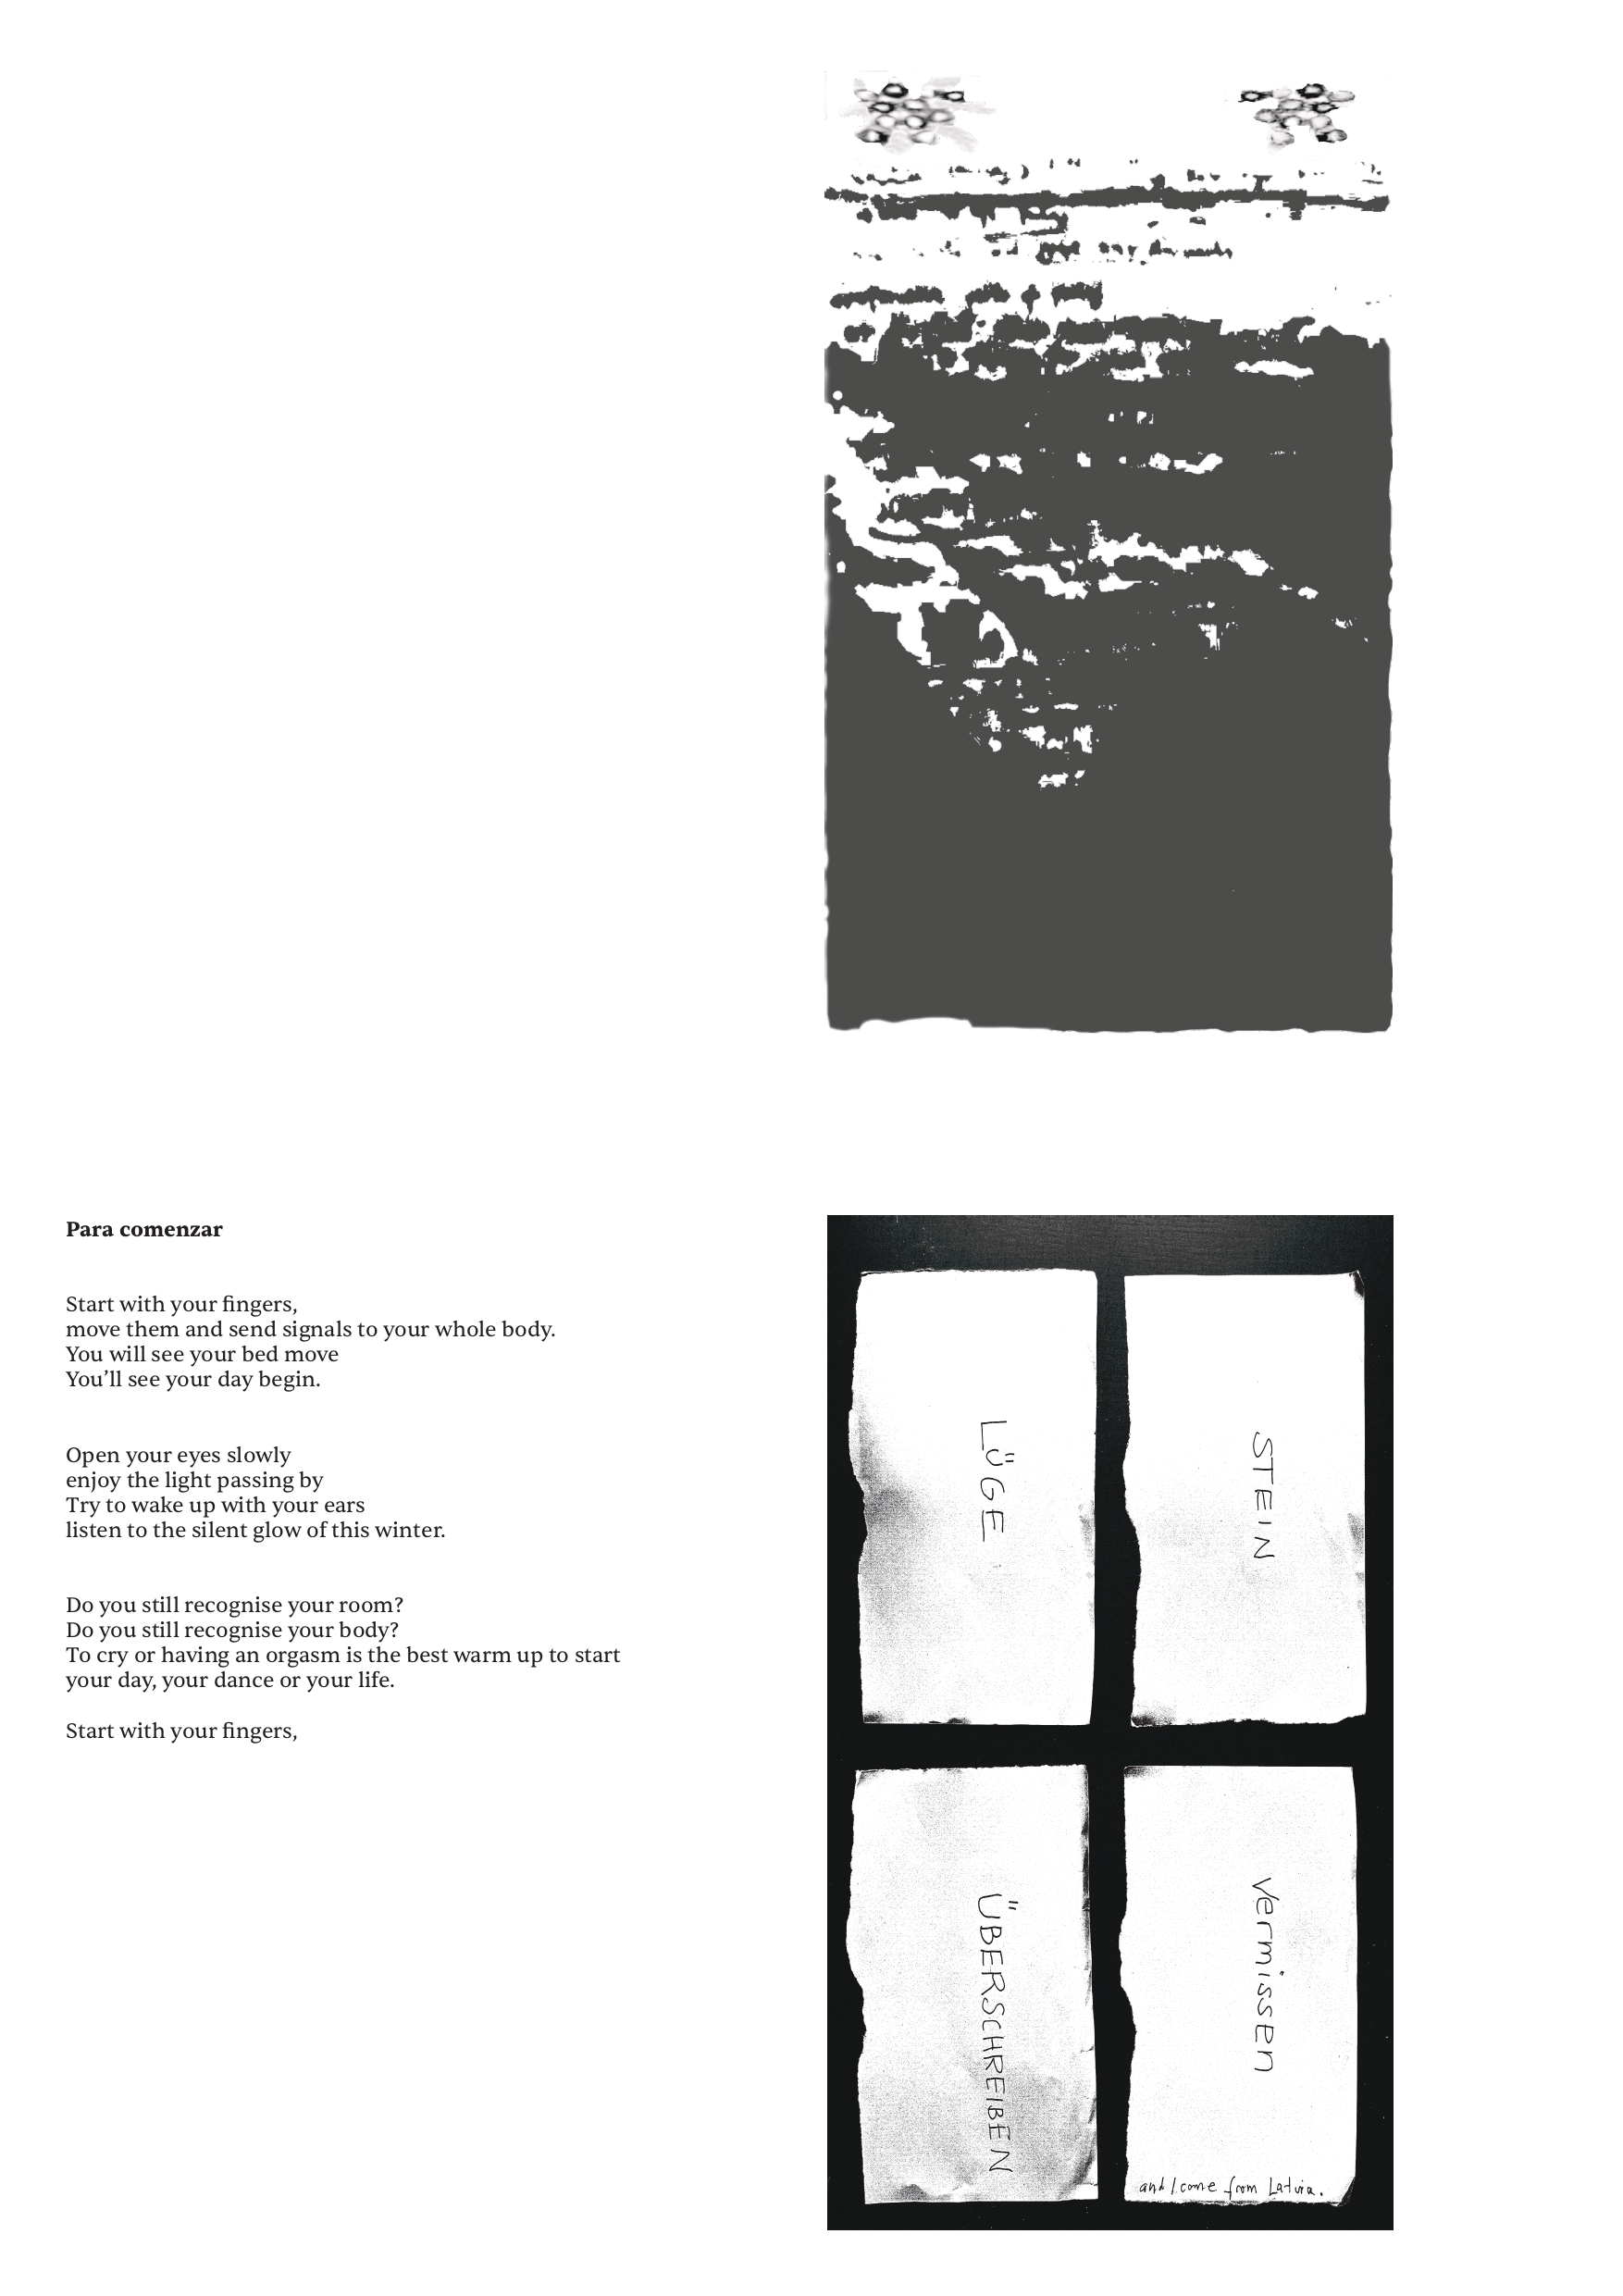 Para comenzar
Start with your fingers,
move them and send signals to your whole body.
You will see your bed move
You’ll see your day begin.
Open your eyes slowly
enjoy the light passing by
Try to wake up with your ears
listen to the silent glow of this winter.
Do you still recognise your room?
Do you still recognise your body?
To cry or having an orgasm is the best warm up to start
your day, your dance or your life.
Start with your fingers,
LÜGE
STEIN
ÜBERSCHREIBEN
vermissen
and I come from Latvia.